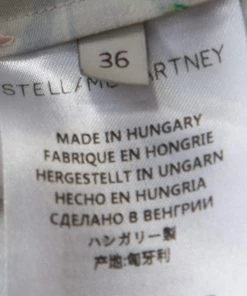 36
STELLA McCARTNEY
MADE IN HUNGARY
FABRIQUE EN HONGRIE
HERGESTELLT IN UNGARN
HECHO EN HUNGRIA
СДЕЛАНО В ВЕНГРИИ
ハンガリー製
产地:匈牙利